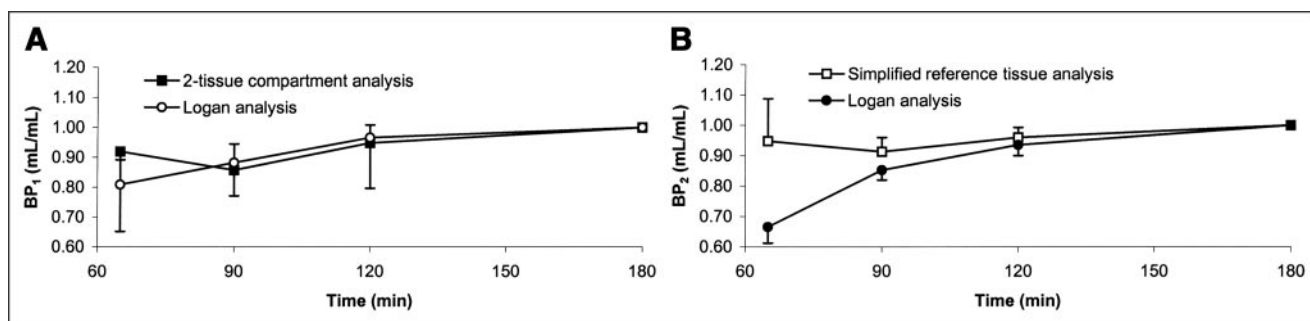 A
BP1 (mL/mL)
1.20
1.10
1.00
0.90
0.80
0.70
0.60
2-tissue compartment analysis
Logan analysis
60 90 120 150 180
Time (min)
B
BP2 (mL/mL)
1.20
1.10
1.00
0.90
0.80
0.70
0.60
Simplified reference tissue analysis
Logan analysis
60 90 120 150 180
Time (min)